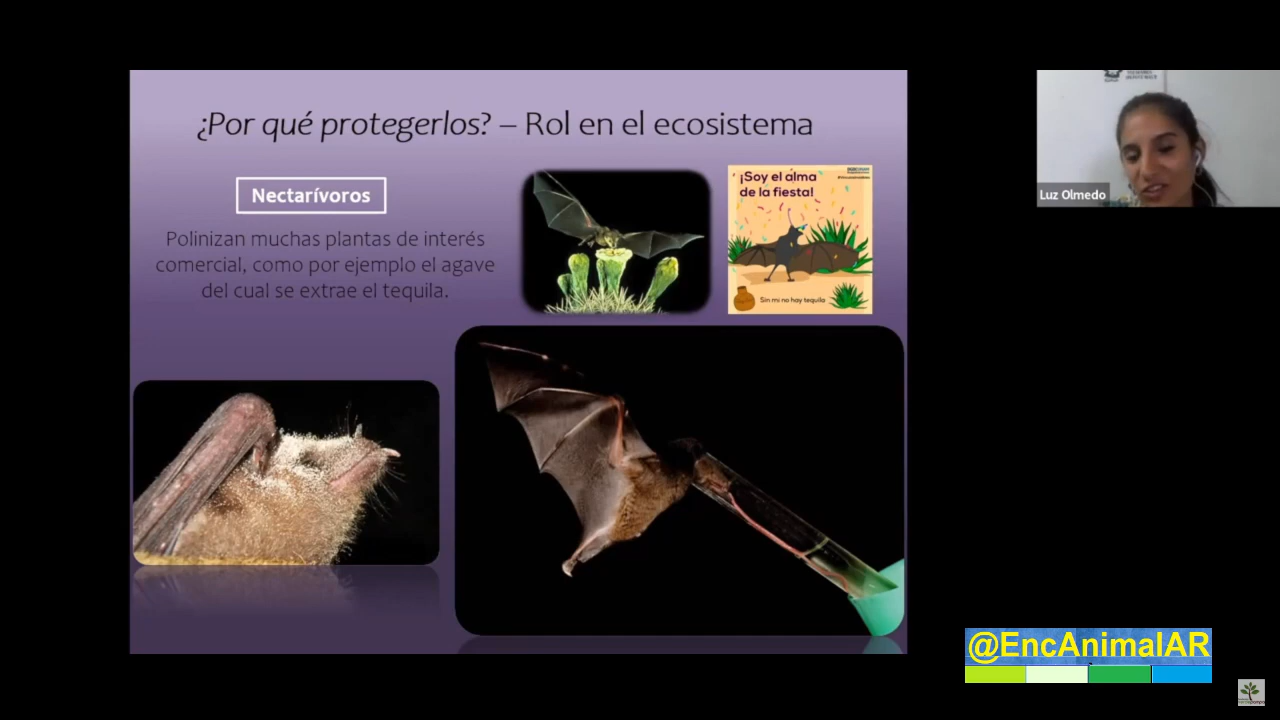 ¿Por qué protegerlos? – Rol en el ecosistema
Nectarívoros
Polinizan muchas plantas de interés
comercial, como por ejemplo el agave
del cual se extrae el tequila.
¡Soy el alma
de la fiesta!
Sin mi no hay tequila
Luz Olmedo
@EncAnimalAR